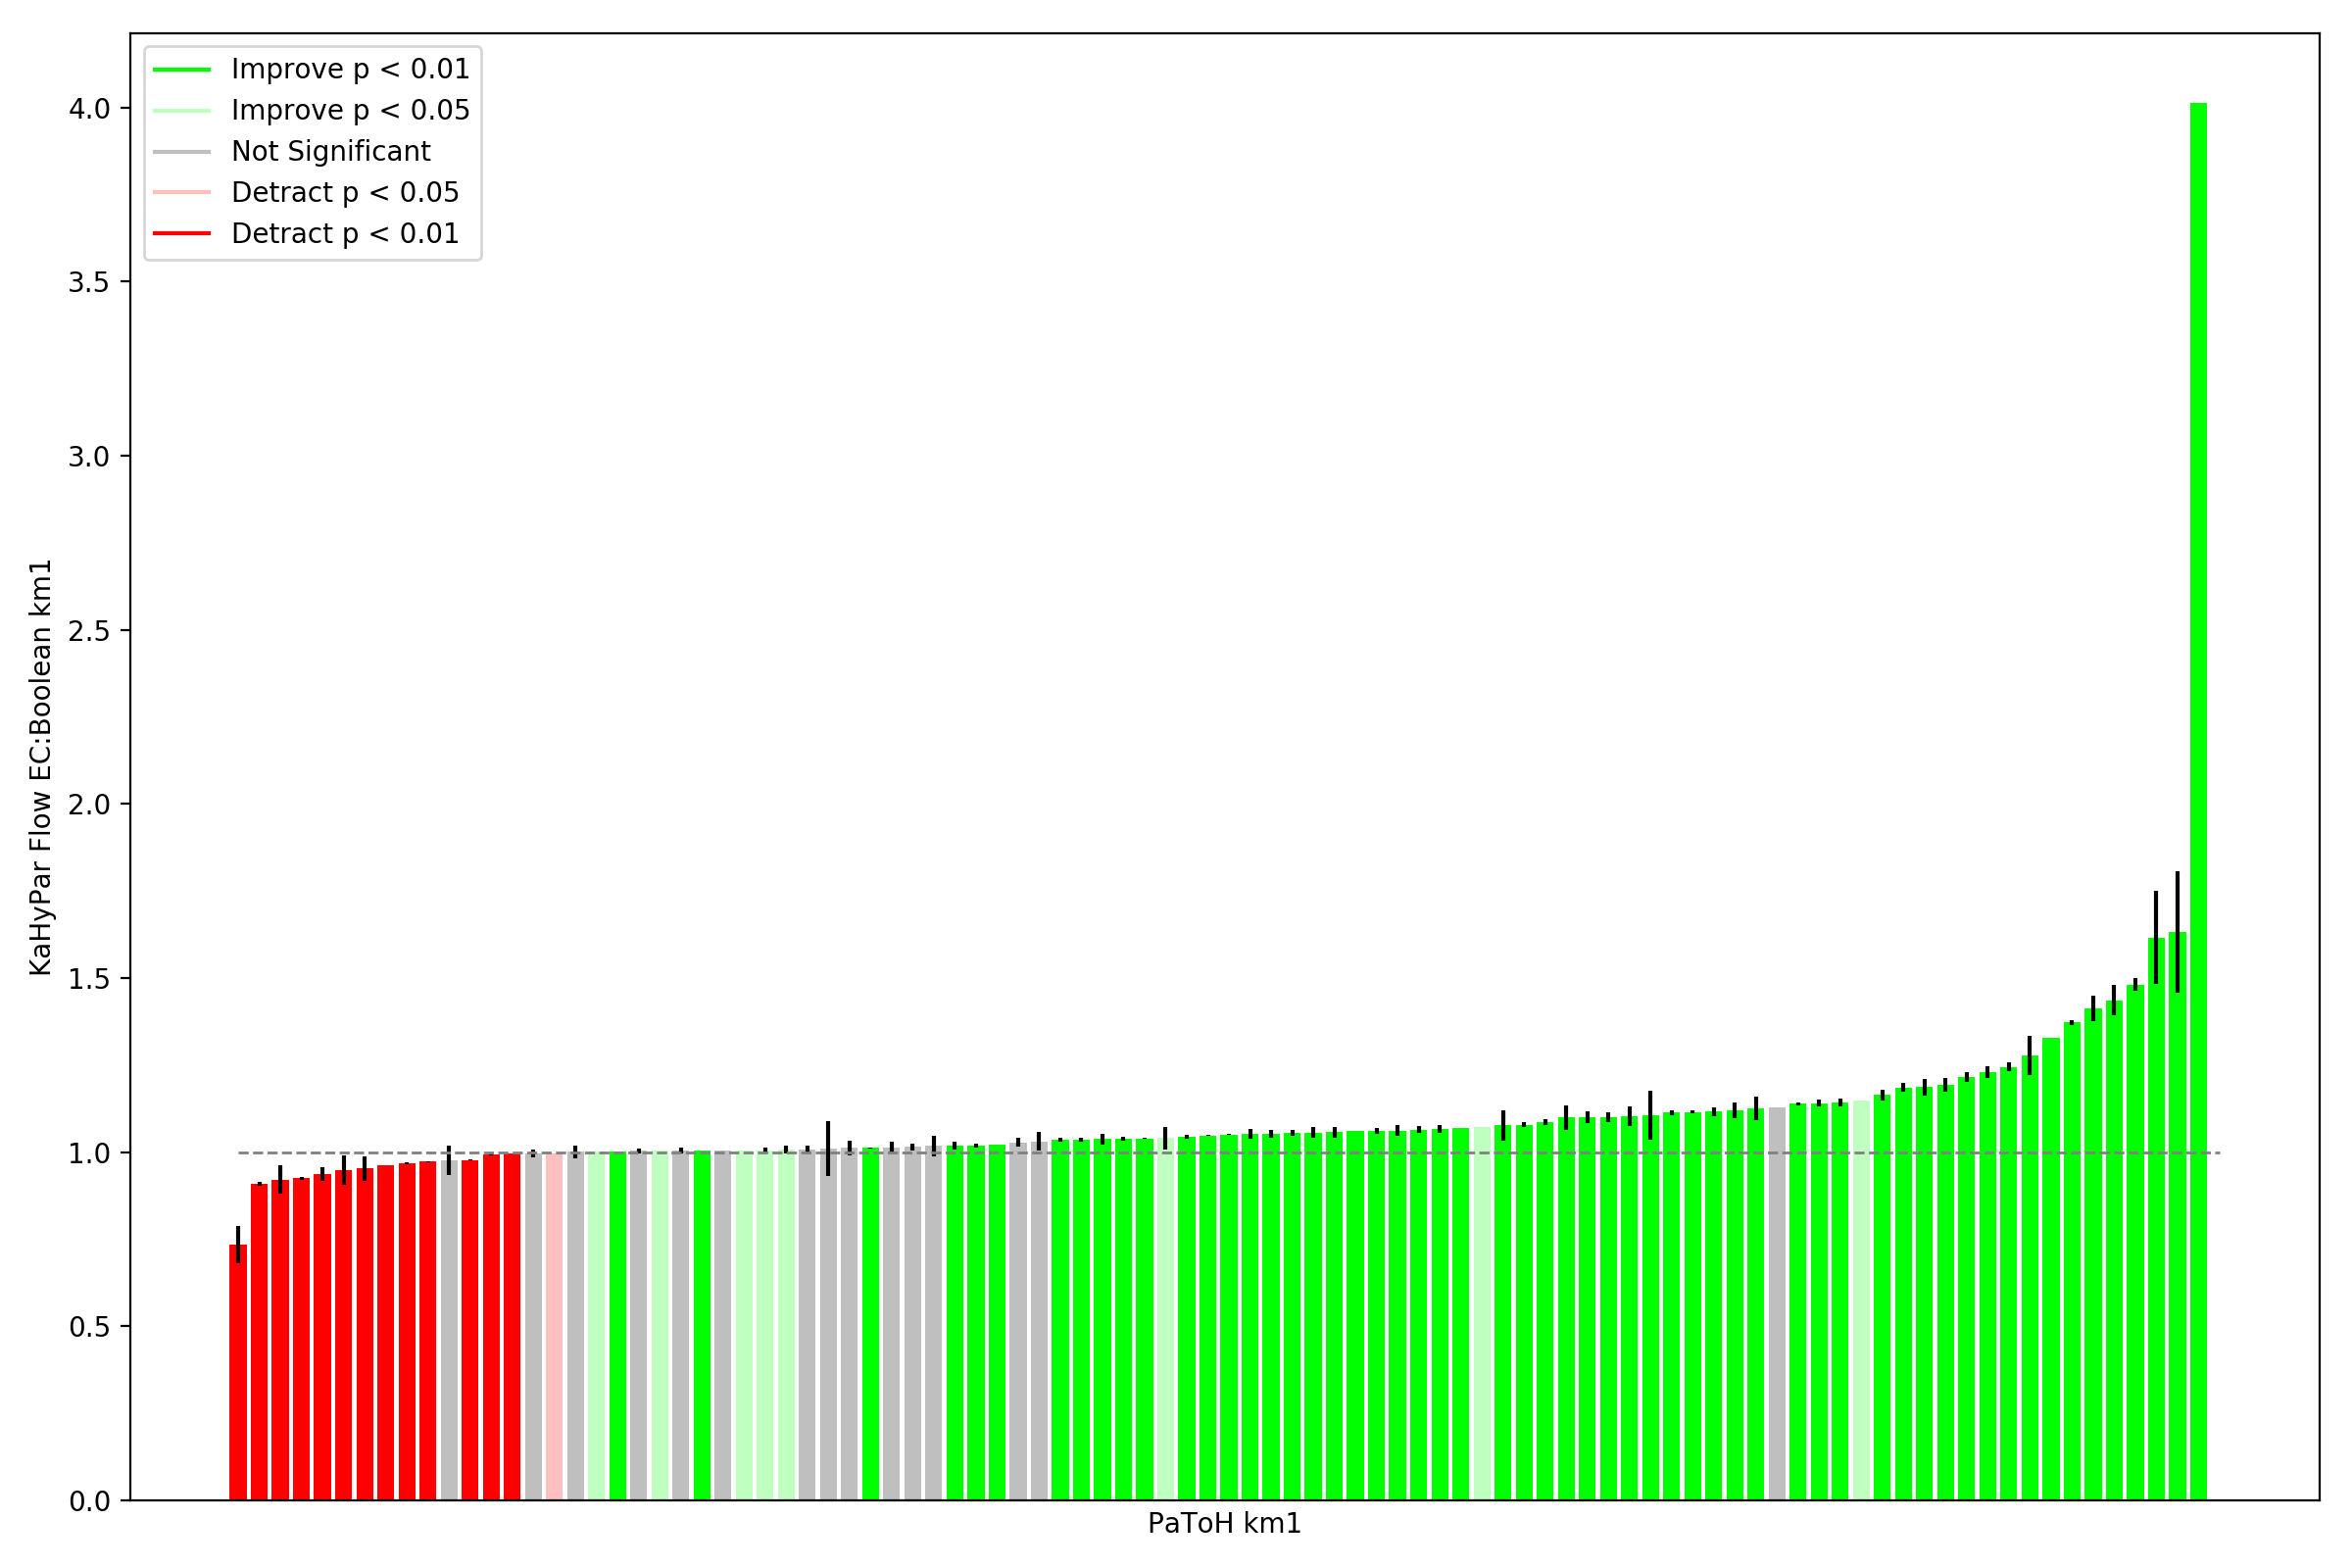 Improve p < 0.01
Improve p < 0.05
Not Significant
Detract p < 0.05
Detract p < 0.01
4.0
3.5
3.0
2.5
2.0
1.5
1.0
0.5
0.0
KaHyPar Flow EC:Boolean km1
PaToH km1